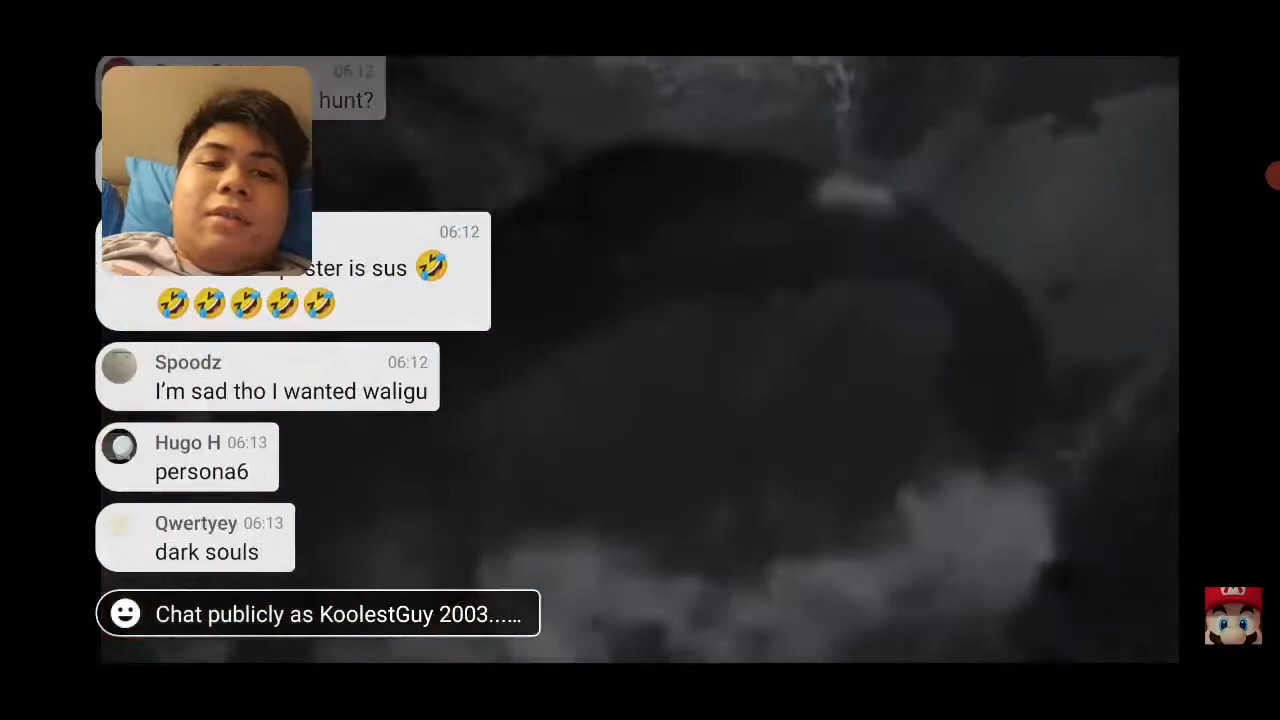 06:12
hunt?
06:12
ster is sus 🤣
🤣🤣🤣🤣🤣
Spoodz 06:12
I'm sad tho I wanted waligu
Hugo H 06:13
persona6
Qwertyey 06:13
dark souls
Chat publicly as KoolestGuy 2003...…
M